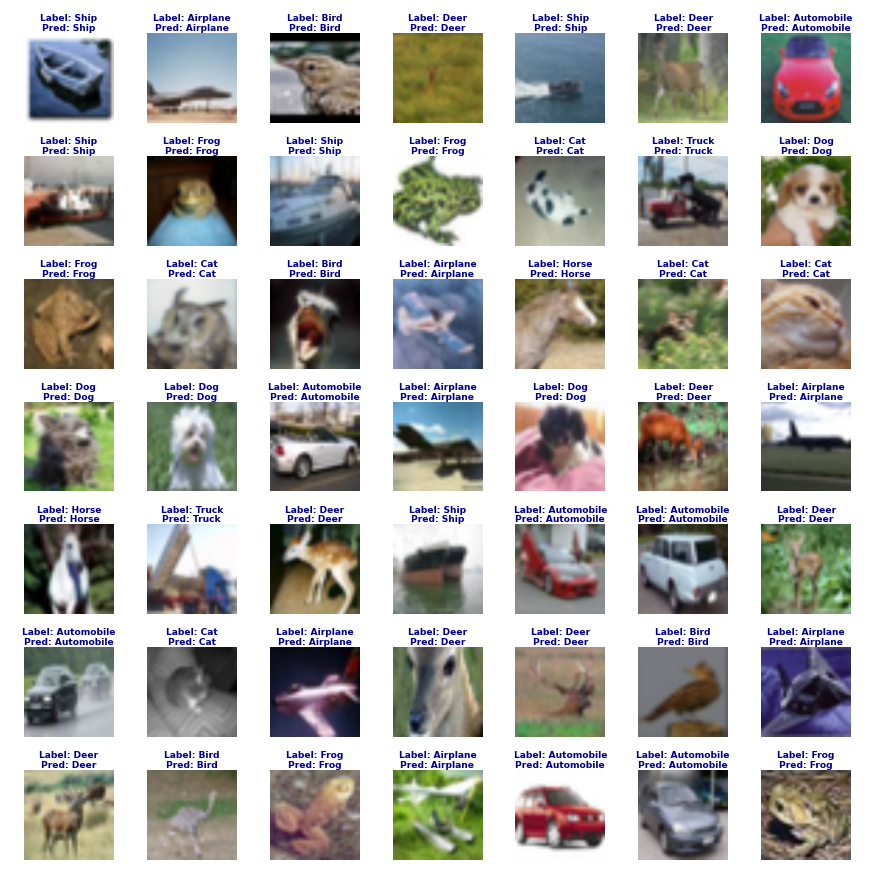 Label: Ship
Pred: Ship
Label: Airplane
Pred: Airplane
Label: Bird
Pred: Bird
Label: Deer
Pred: Deer
Label: Ship
Pred: Ship
Label: Deer
Pred: Deer
Label: Automobile
Pred: Automobile
Label: Ship
Pred: Ship
Label: Frog
Pred: Frog
Label: Ship
Pred: Ship
Label: Frog
Pred: Frog
Label: Cat
Pred: Cat
Label: Truck
Pred: Truck
Label: Dog
Pred: Dog
Label: Frog
Pred: Frog
Label: Cat
Pred: Cat
Label: Bird
Pred: Bird
Label: Airplane
Pred: Airplane
Label: Horse
Pred: Horse
Label: Cat
Pred: Cat
Label: Cat
Pred: Cat
Label: Dog
Pred: Dog
Label: Dog
Pred: Dog
Label: Automobile
Pred: Automobile
Label: Airplane
Pred: Airplane
Label: Dog
Pred: Dog
Label: Deer
Pred: Deer
Label: Airplane
Pred: Airplane
Label: Horse
Pred: Horse
Label: Truck
Pred: Truck
Label: Deer
Pred: Deer
Label: Ship
Pred: Ship
Label: Automobile
Pred: Automobile
Label: Automobile
Pred: Automobile
Label: Deer
Pred: Deer
Label: Automobile
Pred: Automobile
Label: Cat
Pred: Cat
Label: Airplane
Pred: Airplane
Label: Deer
Pred: Deer
Label: Deer
Pred: Deer
Label: Bird
Pred: Bird
Label: Airplane
Pred: Airplane
Label: Deer
Pred: Deer
Label: Bird
Pred: Bird
Label: Frog
Pred: Frog
Label: Airplane
Pred: Airplane
Label: Automobile
Pred: Automobile
Label: Automobile
Pred: Automobile
Label: Frog
Pred: Frog